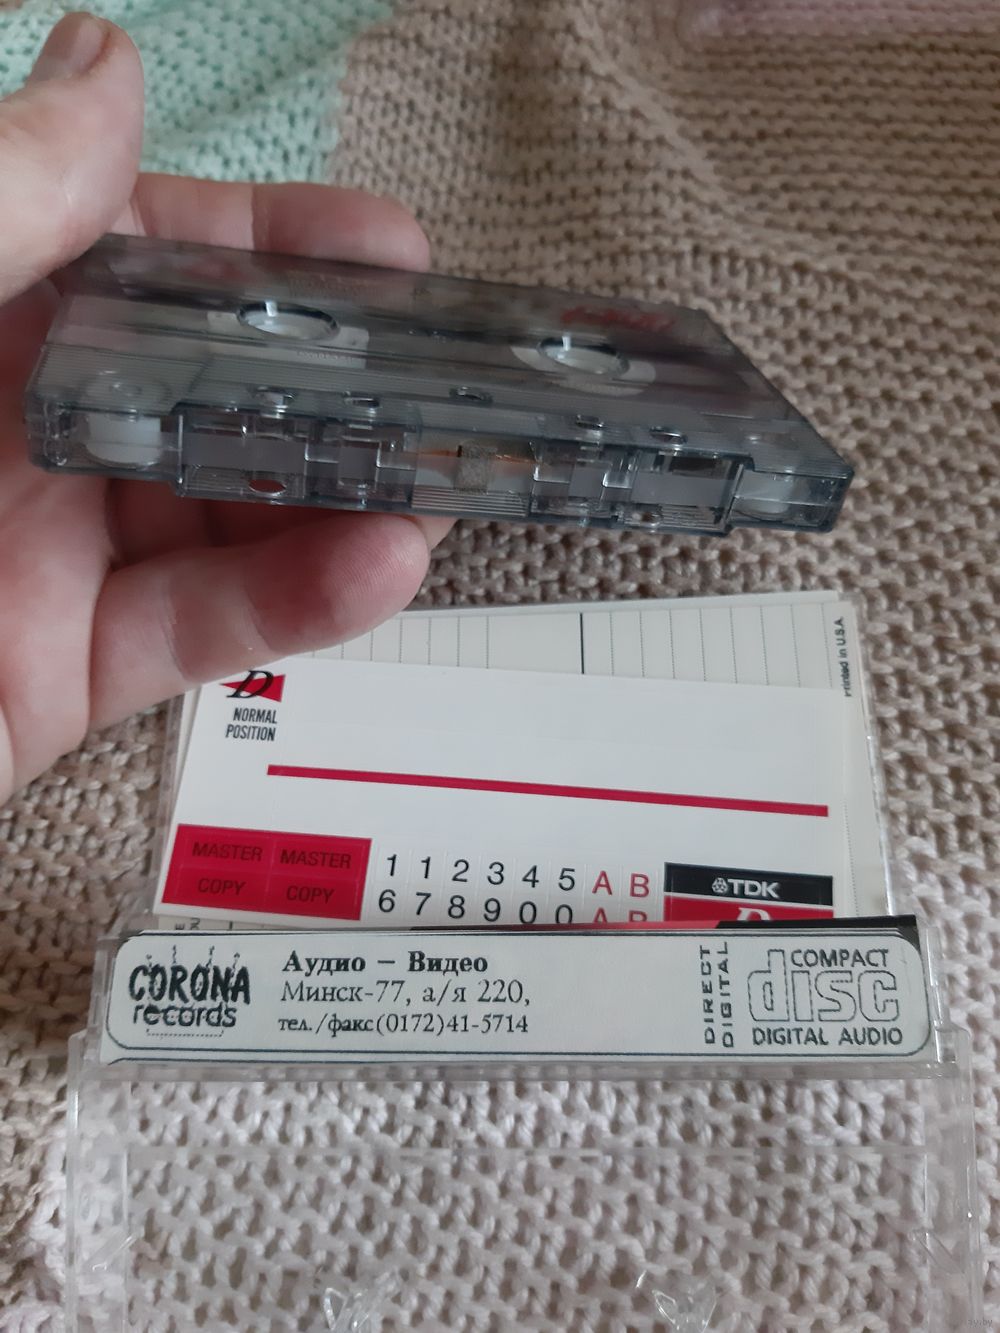 Printed in U.S.A.
D
NORMAL
POSITION
MASTER MASTER
COPY COPY
1 1 2 3 4 5 A B
6 7 8 9 0 0 A B
TDK
D
CORONA
records
Аудио – Видео
Минск-77, а/я 220,
тел./факс(0172)41-5714
DIRECT
DIGITAL
COMPACT
disc
DIGITAL AUDIO